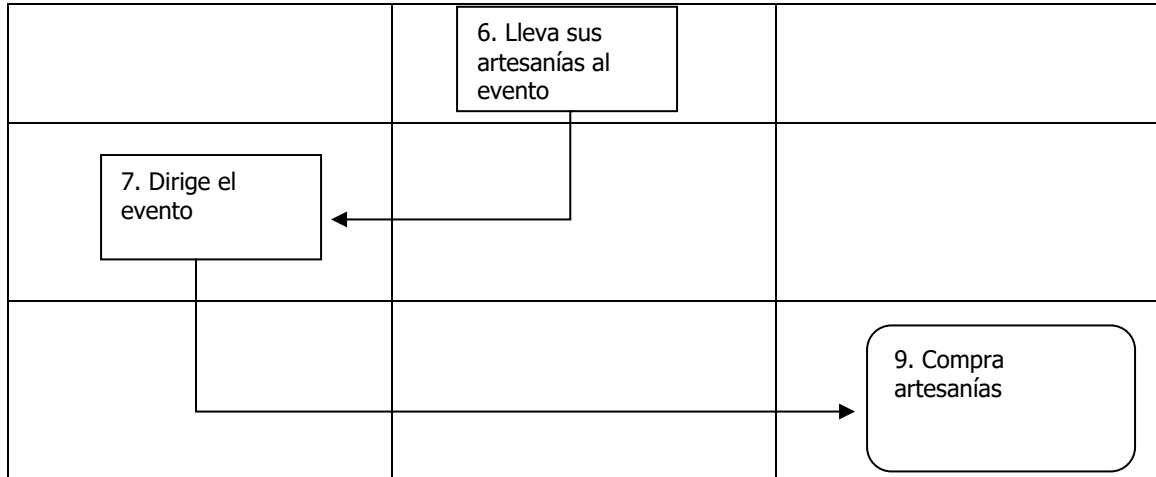 6. Lleva sus
artesanías al
evento
7. Dirige el
evento
9. Compra
artesanías